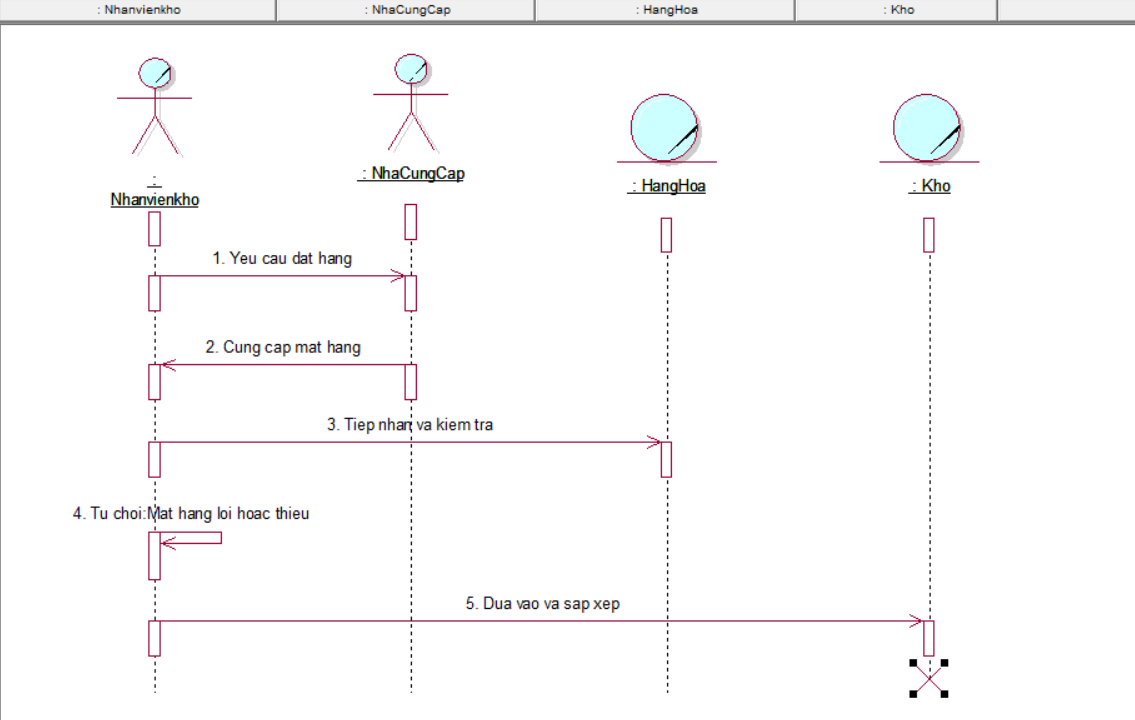 : Nhanvienkho
: NhaCungCap
: HangHoa
: Kho
:
Nhanvienkho
: NhaCungCap
: HangHoa
: Kho
1. Yeu cau dat hang
2. Cung cap mat hang
3. Tiep nhan va kiem tra
4. Tu choi:Mat hang loi hoac thieu
5. Dua vao va sap xep